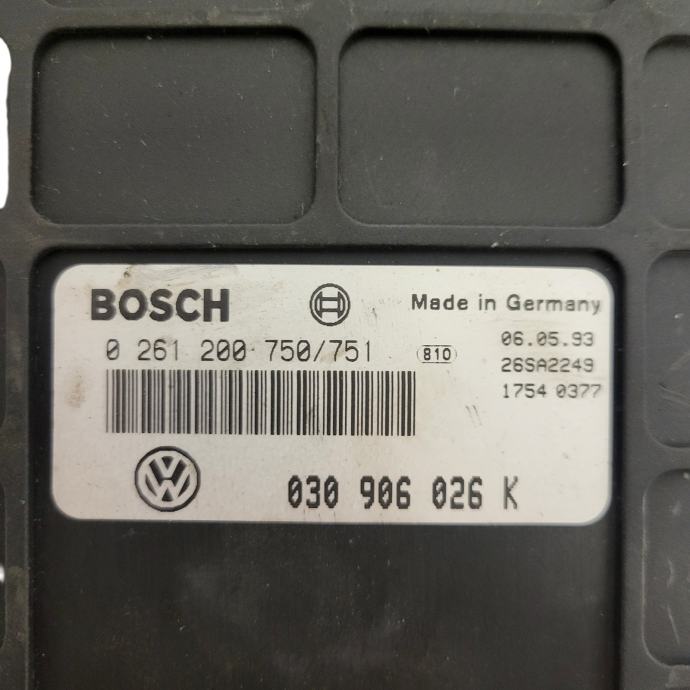 BOSCH
Made in Germany
0 261 200 750/751
810
06.05.93
26SA2249
1754 0377
VW
030 906 026 K